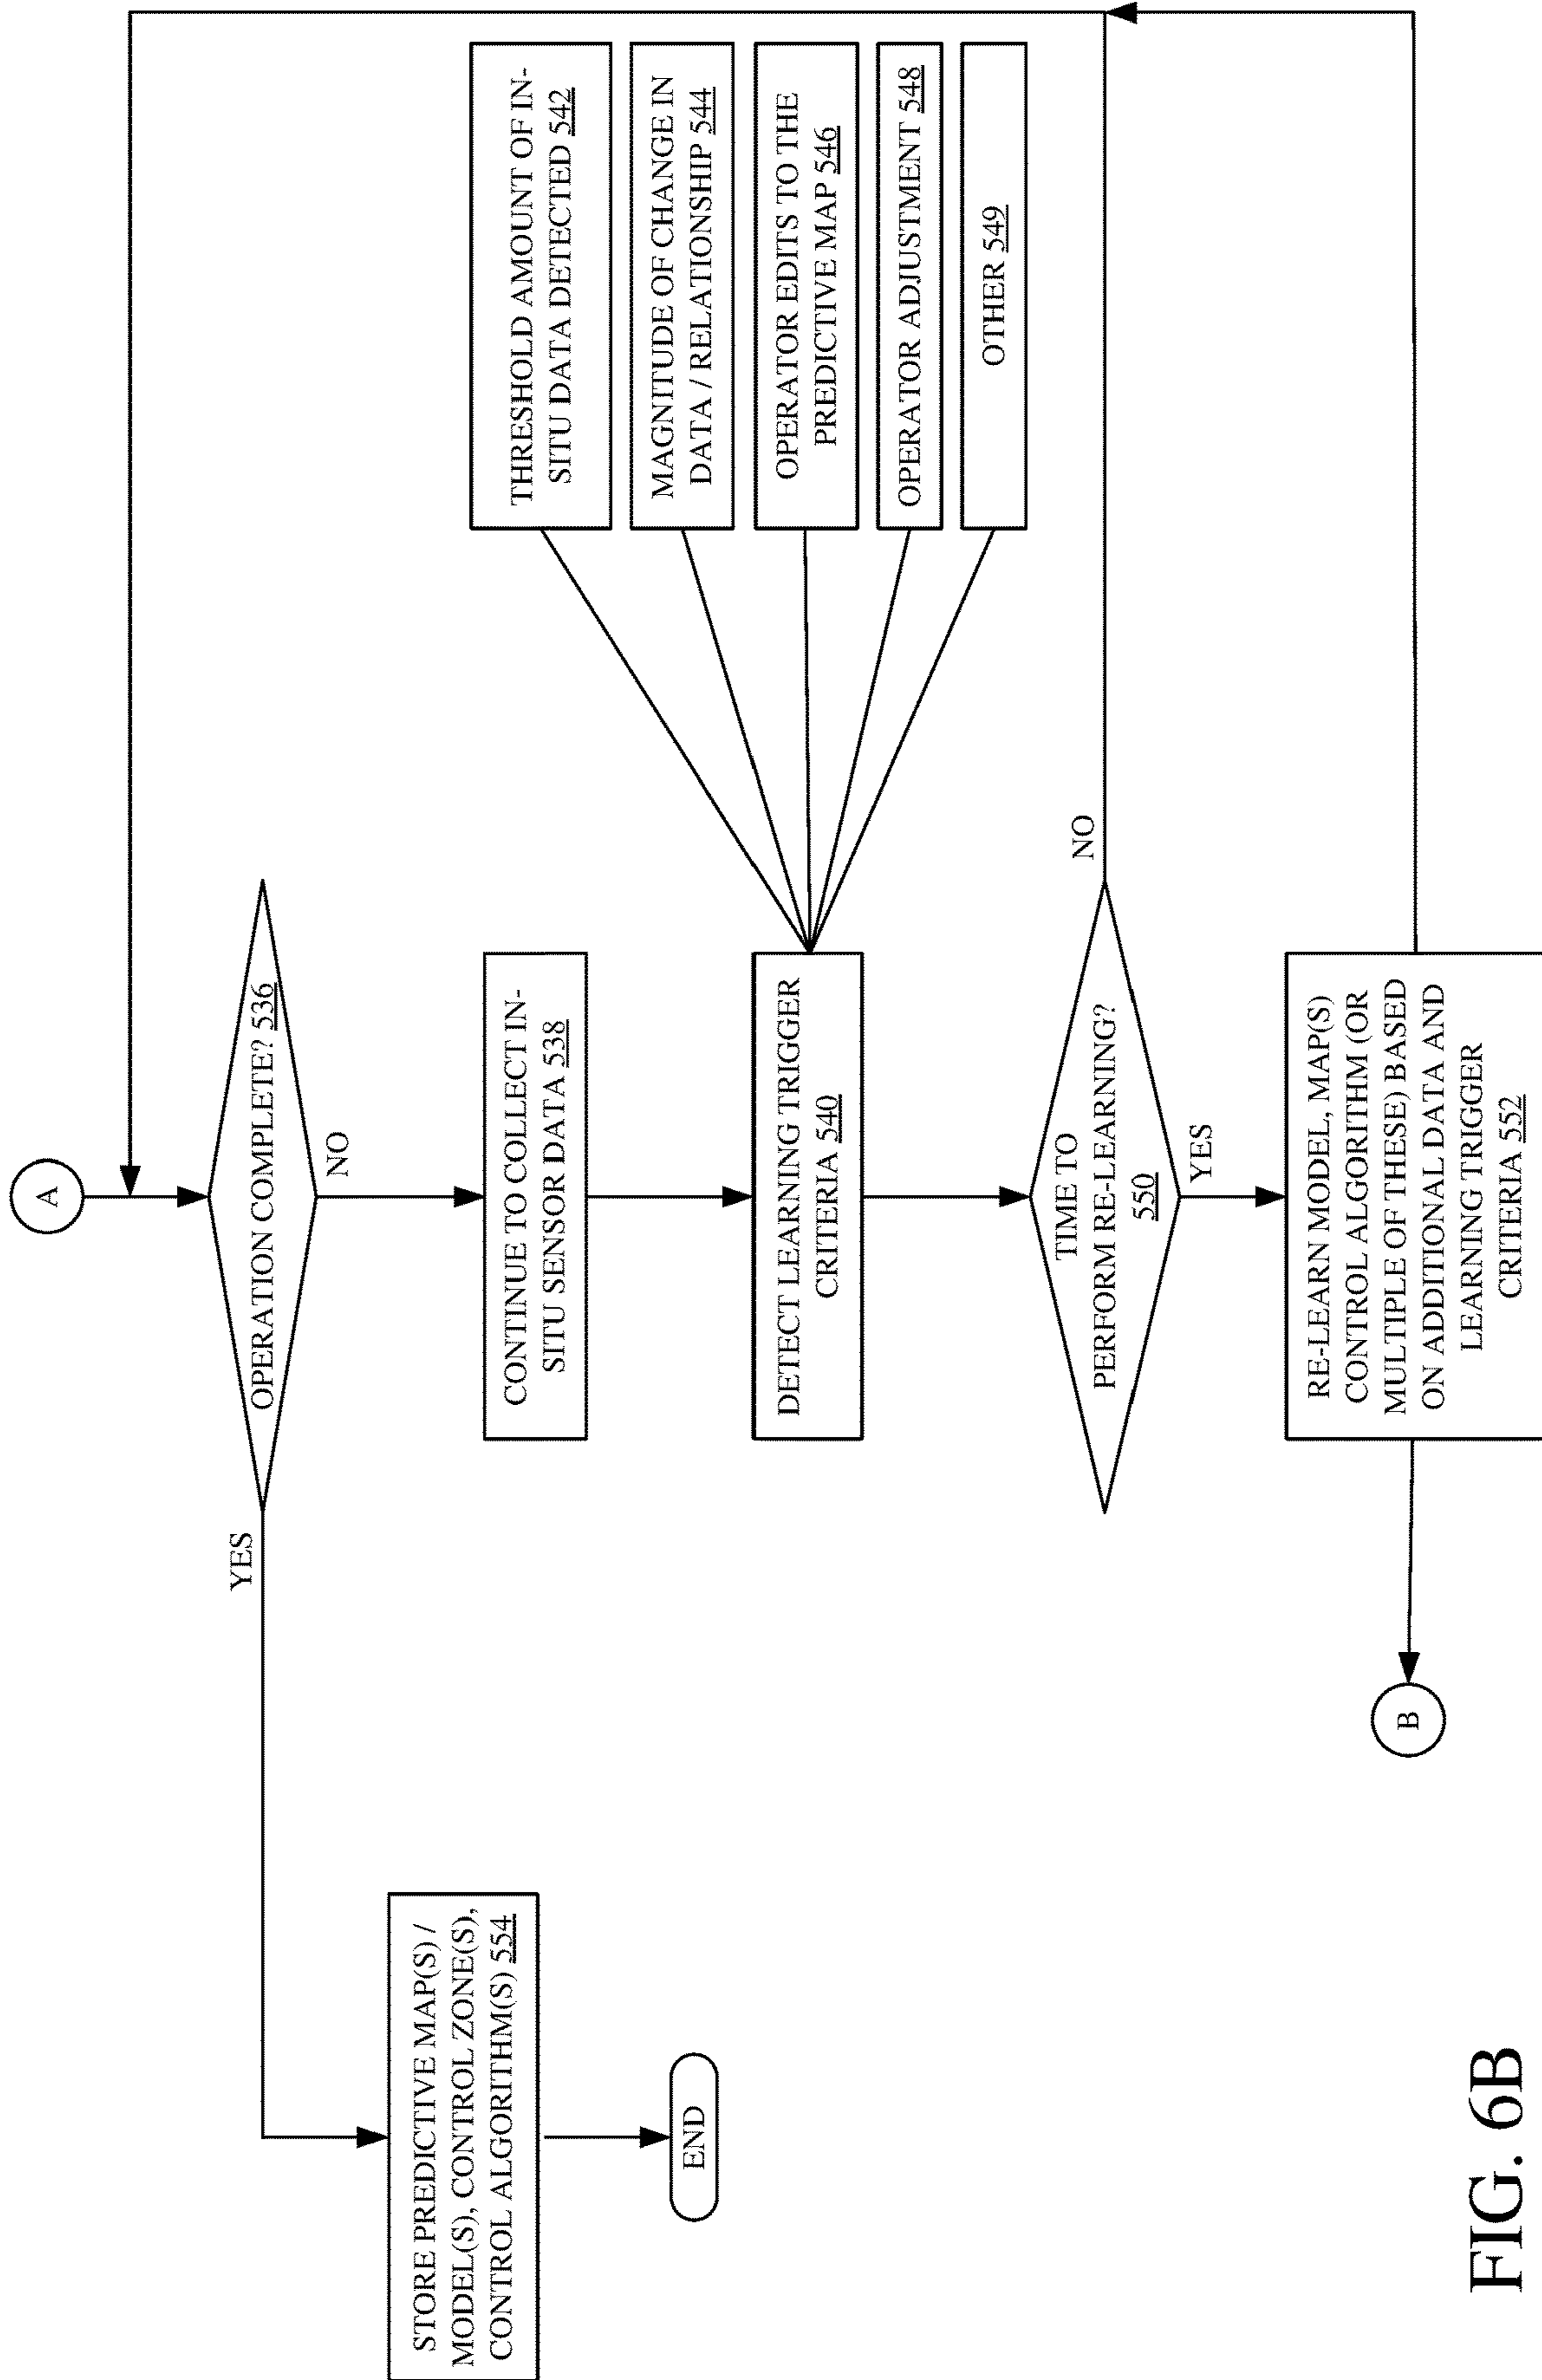 A
OPERATION COMPLETE? 536
YES
NO
CONTINUE TO COLLECT IN-
SITU SENSOR DATA 538
DETECT LEARNING TRIGGER
CRITERIA 540
THRESHOLD AMOUNT OF IN-
SITU DATA DETECTED 542
MAGNITUDE OF CHANGE IN
DATA / RELATIONSHIP 544
OPERATOR EDITS TO THE
PREDICTIVE MAP 546
OPERATOR ADJUSTMENT 548
OTHER 549
TIME TO
PERFORM RE-LEARNING?
550
NO
YES
RE-LEARN MODEL, MAP(S)
CONTROL ALGORITHM (OR
MULTIPLE OF THESE) BASED
ON ADDITIONAL DATA AND
LEARNING TRIGGER
CRITERIA 552
B
STORE PREDICTIVE MAP(S) /
MODEL(S), CONTROL ZONE(S),
CONTROL ALGORITHM(S) 554
END
FIG. 6B